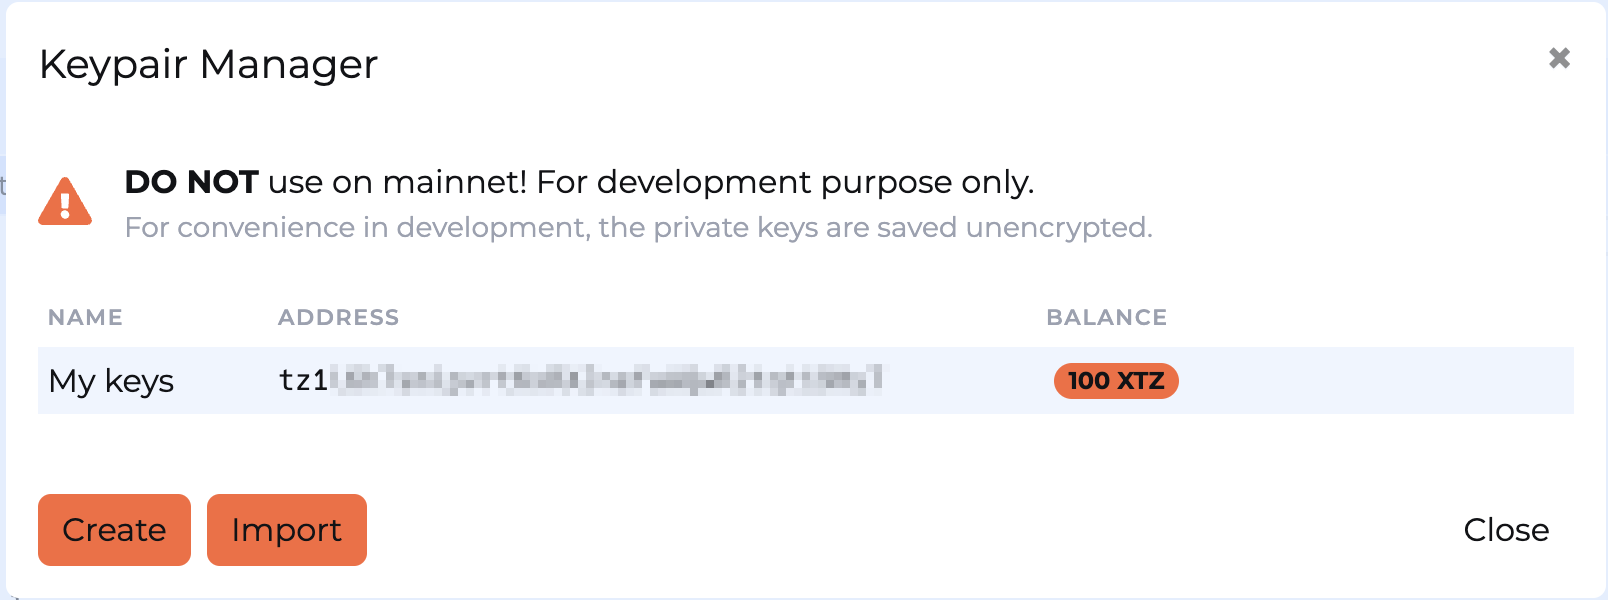 Keypair Manager
DO NOT use on mainnet! For development purpose only.
For convenience in development, the private keys are saved unencrypted.
NAME ADDRESS BALANCE
My keys tz1 100 XTZ
Create Import Close